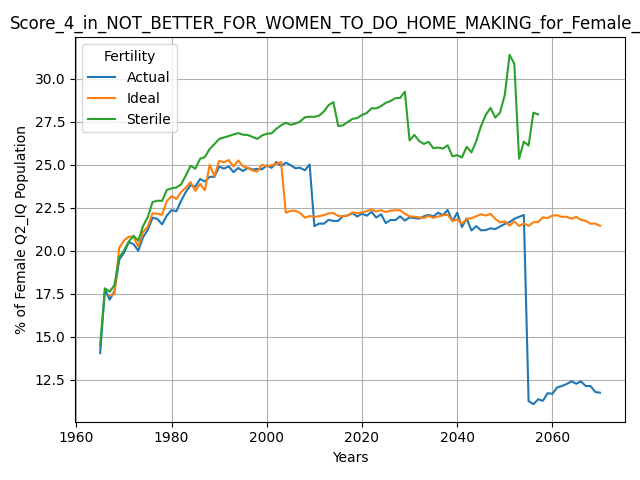 Score_4_in_NOT_BETTER_FOR_WOMEN_TO_DO_HOME_MAKING_for_Female_
Fertility
Actual
Ideal
Sterile
% of Female Q2_IQ Population
30.0
27.5
25.0
22.5
20.0
17.5
15.0
12.5
1960
1980
2000
2020
2040
2060
Years